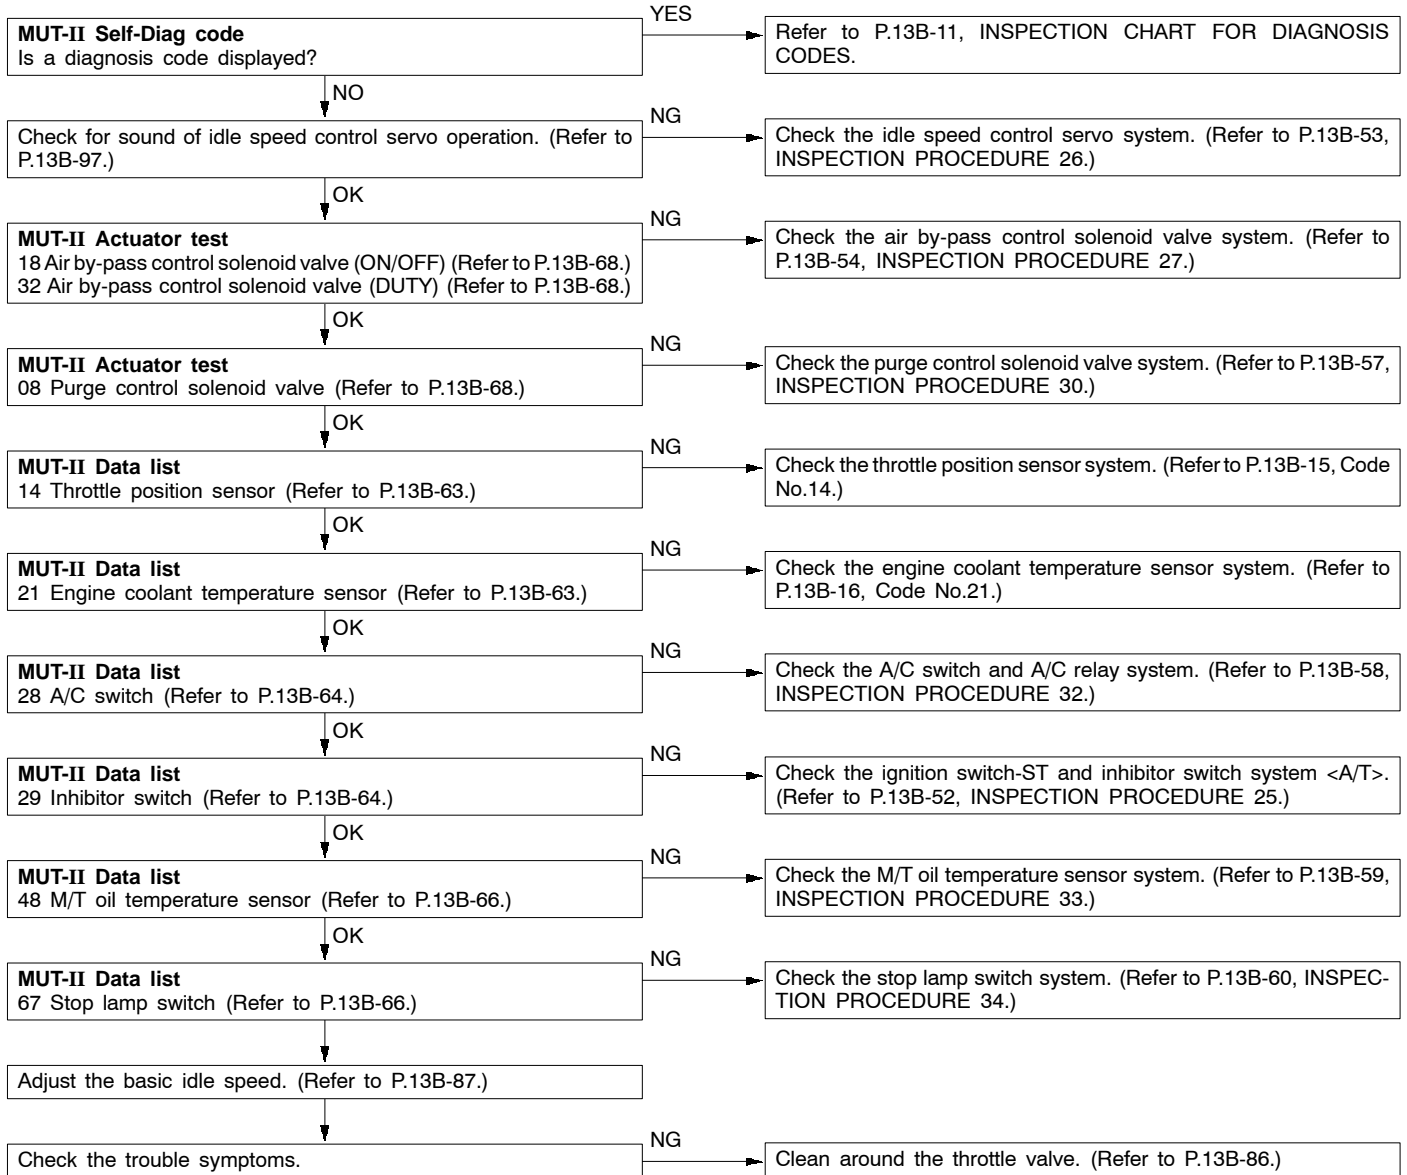 YES
MUT-II Self-Diag code
Is a diagnosis code displayed?
Refer to P.13B-11, INSPECTION CHART FOR DIAGNOSIS
CODES.
NO
NG
Check for sound of idle speed control servo operation. (Refer to
P.13B-97.)
Check the idle speed control servo system. (Refer to P.13B-53,
INSPECTION PROCEDURE 26.)
OK
NG
MUT-II Actuator test
18 Air by-pass control solenoid valve (ON/OFF) (Refer to P.13B-68.)
32 Air by-pass control solenoid valve (DUTY) (Refer to P.13B-68.)
Check the air by-pass control solenoid valve system. (Refer to
P.13B-54, INSPECTION PROCEDURE 27.)
OK
NG
MUT-II Actuator test
08 Purge control solenoid valve (Refer to P.13B-68.)
Check the purge control solenoid valve system. (Refer to P.13B-57,
INSPECTION PROCEDURE 30.)
OK
NG
MUT-II Data list
14 Throttle position sensor (Refer to P.13B-63.)
Check the throttle position sensor system. (Refer to P.13B-15, Code
No.14.)
OK
NG
MUT-II Data list
21 Engine coolant temperature sensor (Refer to P.13B-63.)
Check the engine coolant temperature sensor system. (Refer to
P.13B-16, Code No.21.)
OK
NG
MUT-II Data list
28 A/C switch (Refer to P.13B-64.)
Check the A/C switch and A/C relay system. (Refer to P.13B-58,
INSPECTION PROCEDURE 32.)
OK
NG
MUT-II Data list
29 Inhibitor switch (Refer to P.13B-64.)
Check the ignition switch-ST and inhibitor switch system <A/T>.
(Refer to P.13B-52, INSPECTION PROCEDURE 25.)
OK
NG
MUT-II Data list
48 M/T oil temperature sensor (Refer to P.13B-66.)
Check the M/T oil temperature sensor system. (Refer to P.13B-59,
INSPECTION PROCEDURE 33.)
OK
NG
MUT-II Data list
67 Stop lamp switch (Refer to P.13B-66.)
Check the stop lamp switch system. (Refer to P.13B-60, INSPEC-
TION PROCEDURE 34.)
Adjust the basic idle speed. (Refer to P.13B-87.)
NG
Check the trouble symptoms.
Clean around the throttle valve. (Refer to P.13B-86.)